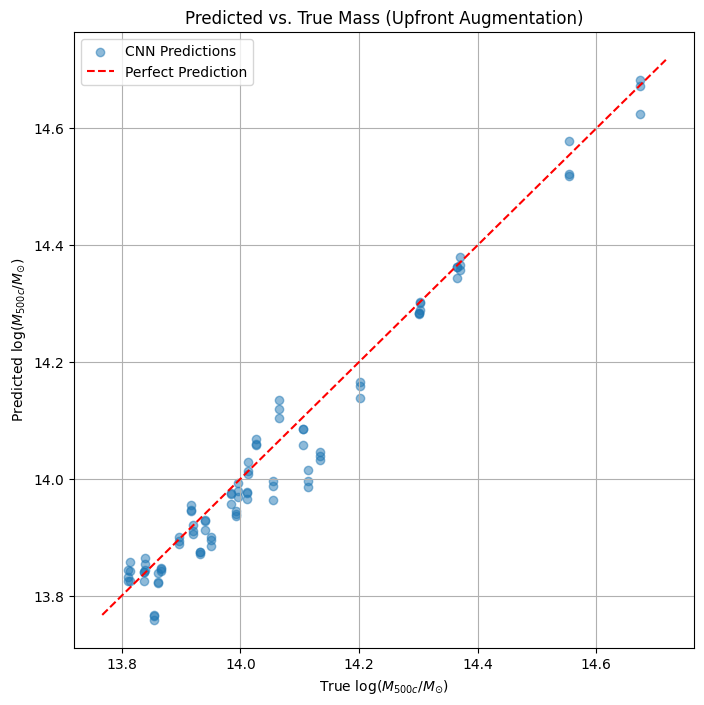 Predicted vs. True Mass (Upfront Augmentation)
CNN Predictions
Perfect Prediction
14.6
14.4
14.2
14.0
13.8
Predicted log(M₅₀₀c/M⊙)
13.8 14.0 14.2 14.4 14.6
True log(M₅₀₀c/M⊙)